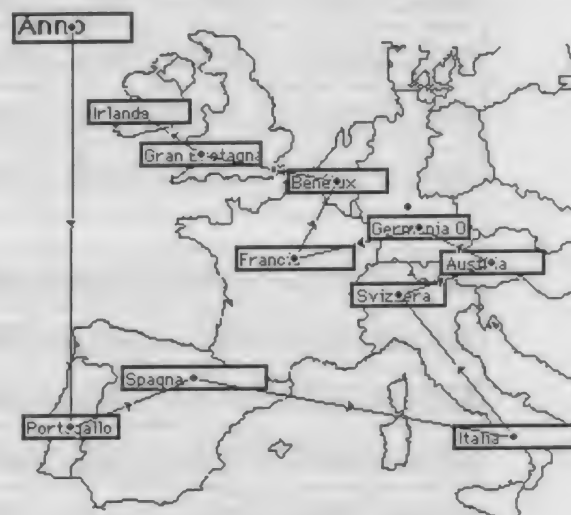 Anno
Irlanda
Gran Bretagna
Benelux
Germania O
Francia
Austria
Svizzera
Spagna
Portogallo
Italia